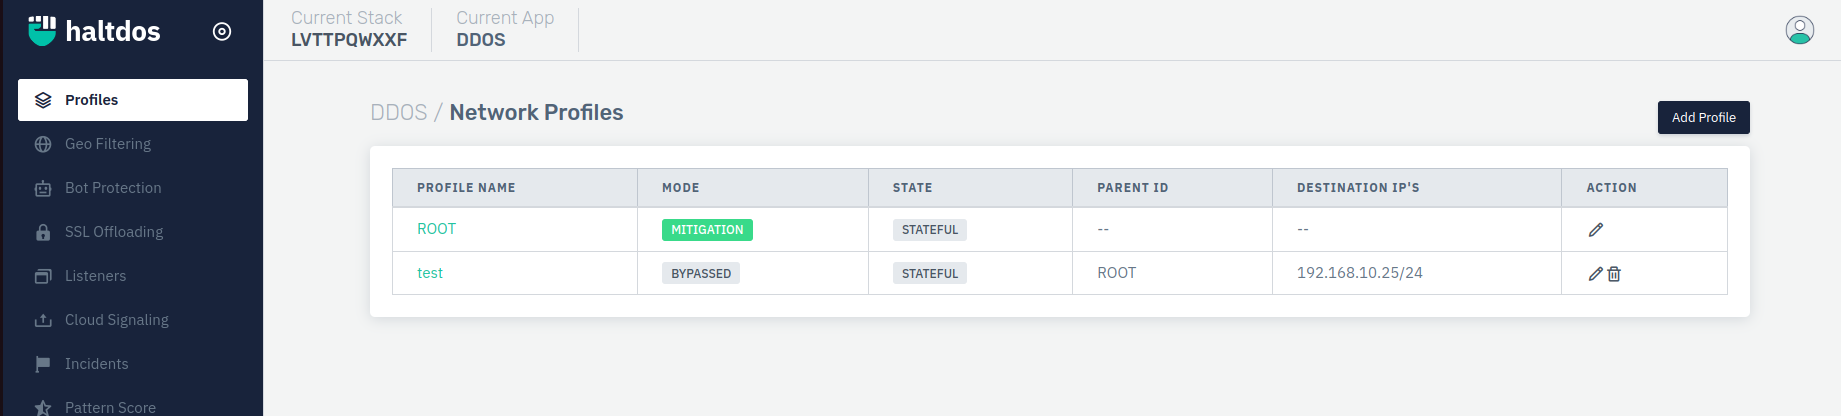 haltdos
Current Stack
LVTTPQWXXF
Current App
DDOS
Profiles
Geo Filtering
Bot Protection
SSL Offloading
Listeners
Cloud Signaling
Incidents
Pattern Score
DDOS / Network Profiles
Add Profile
PROFILE NAME MODE STATE PARENT ID DESTINATION IP'S ACTION
ROOT MITIGATION STATEFUL -- --
test BYPASSED STATEFUL ROOT 192.168.10.25/24